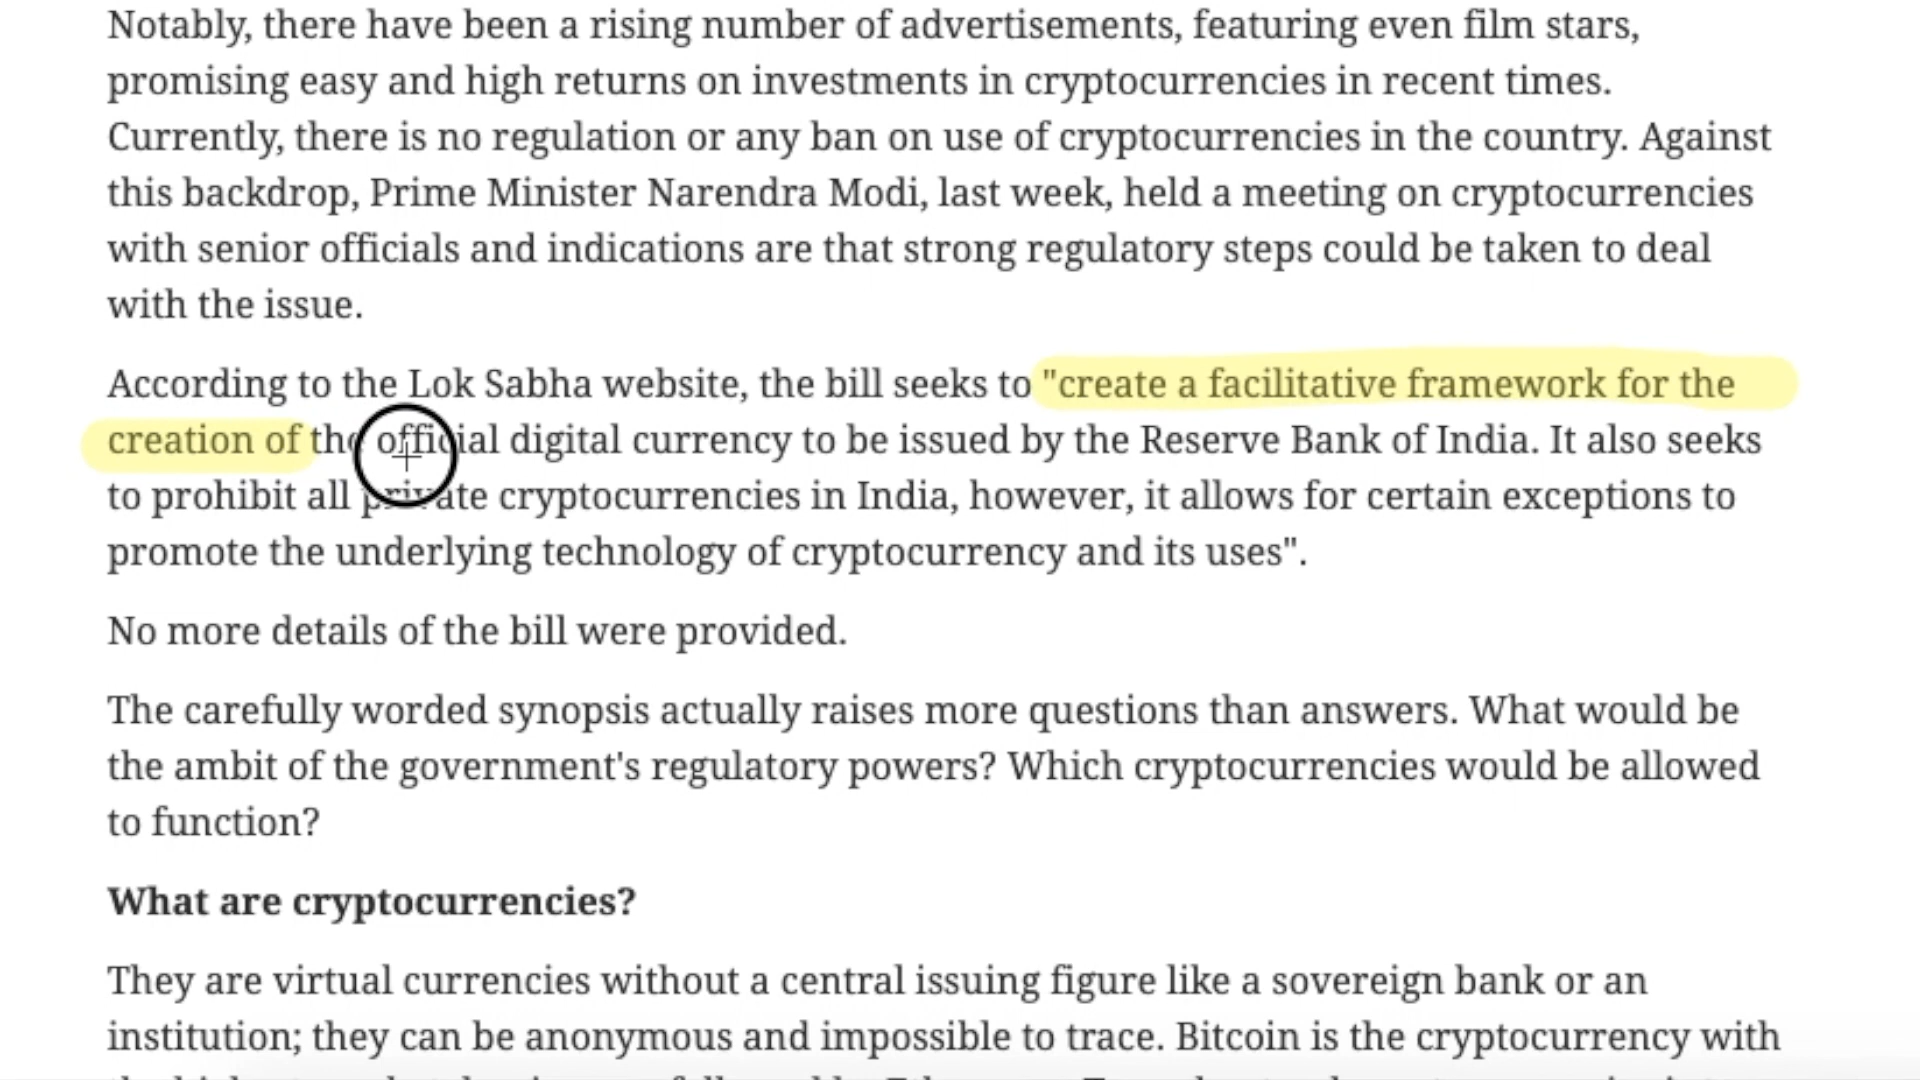 Notably, there have been a rising number of advertisements, featuring even film stars,
promising easy and high returns on investments in cryptocurrencies in recent times.
Currently, there is no regulation or any ban on use of cryptocurrencies in the country. Against
this backdrop, Prime Minister Narendra Modi, last week, held a meeting on cryptocurrencies
with senior officials and indications are that strong regulatory steps could be taken to deal
with the issue.
According to the Lok Sabha website, the bill seeks to "create a facilitative framework for the
creation of the official digital currency to be issued by the Reserve Bank of India. It also seeks
to prohibit all private cryptocurrencies in India, however, it allows for certain exceptions to
promote the underlying technology of cryptocurrency and its uses".
No more details of the bill were provided.
The carefully worded synopsis actually raises more questions than answers. What would be
the ambit of the government's regulatory powers? Which cryptocurrencies would be allowed
to function?
What are cryptocurrencies?
They are virtual currencies without a central issuing figure like a sovereign bank or an
institution; they can be anonymous and impossible to trace. Bitcoin is the cryptocurrency with